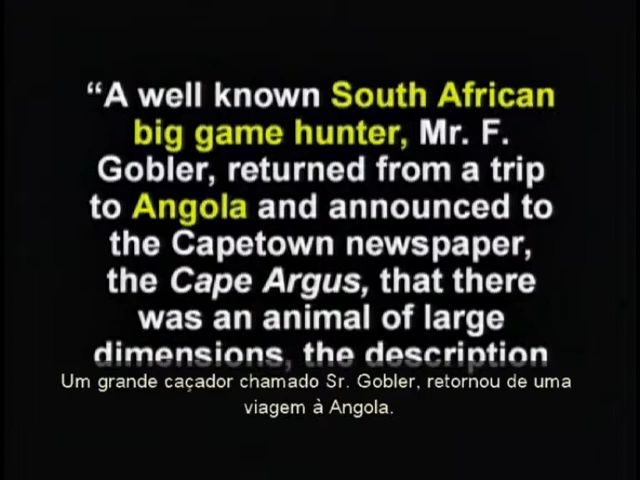 “A well known South African
big game hunter, Mr. F.
Gobler, returned from a trip
to Angola and announced to
the Capetown newspaper,
the Cape Argus, that there
was an animal of large
dimensions, the description
Um grande caçador chamado Sr. Gobler, retornou de uma
viagem à Angola.